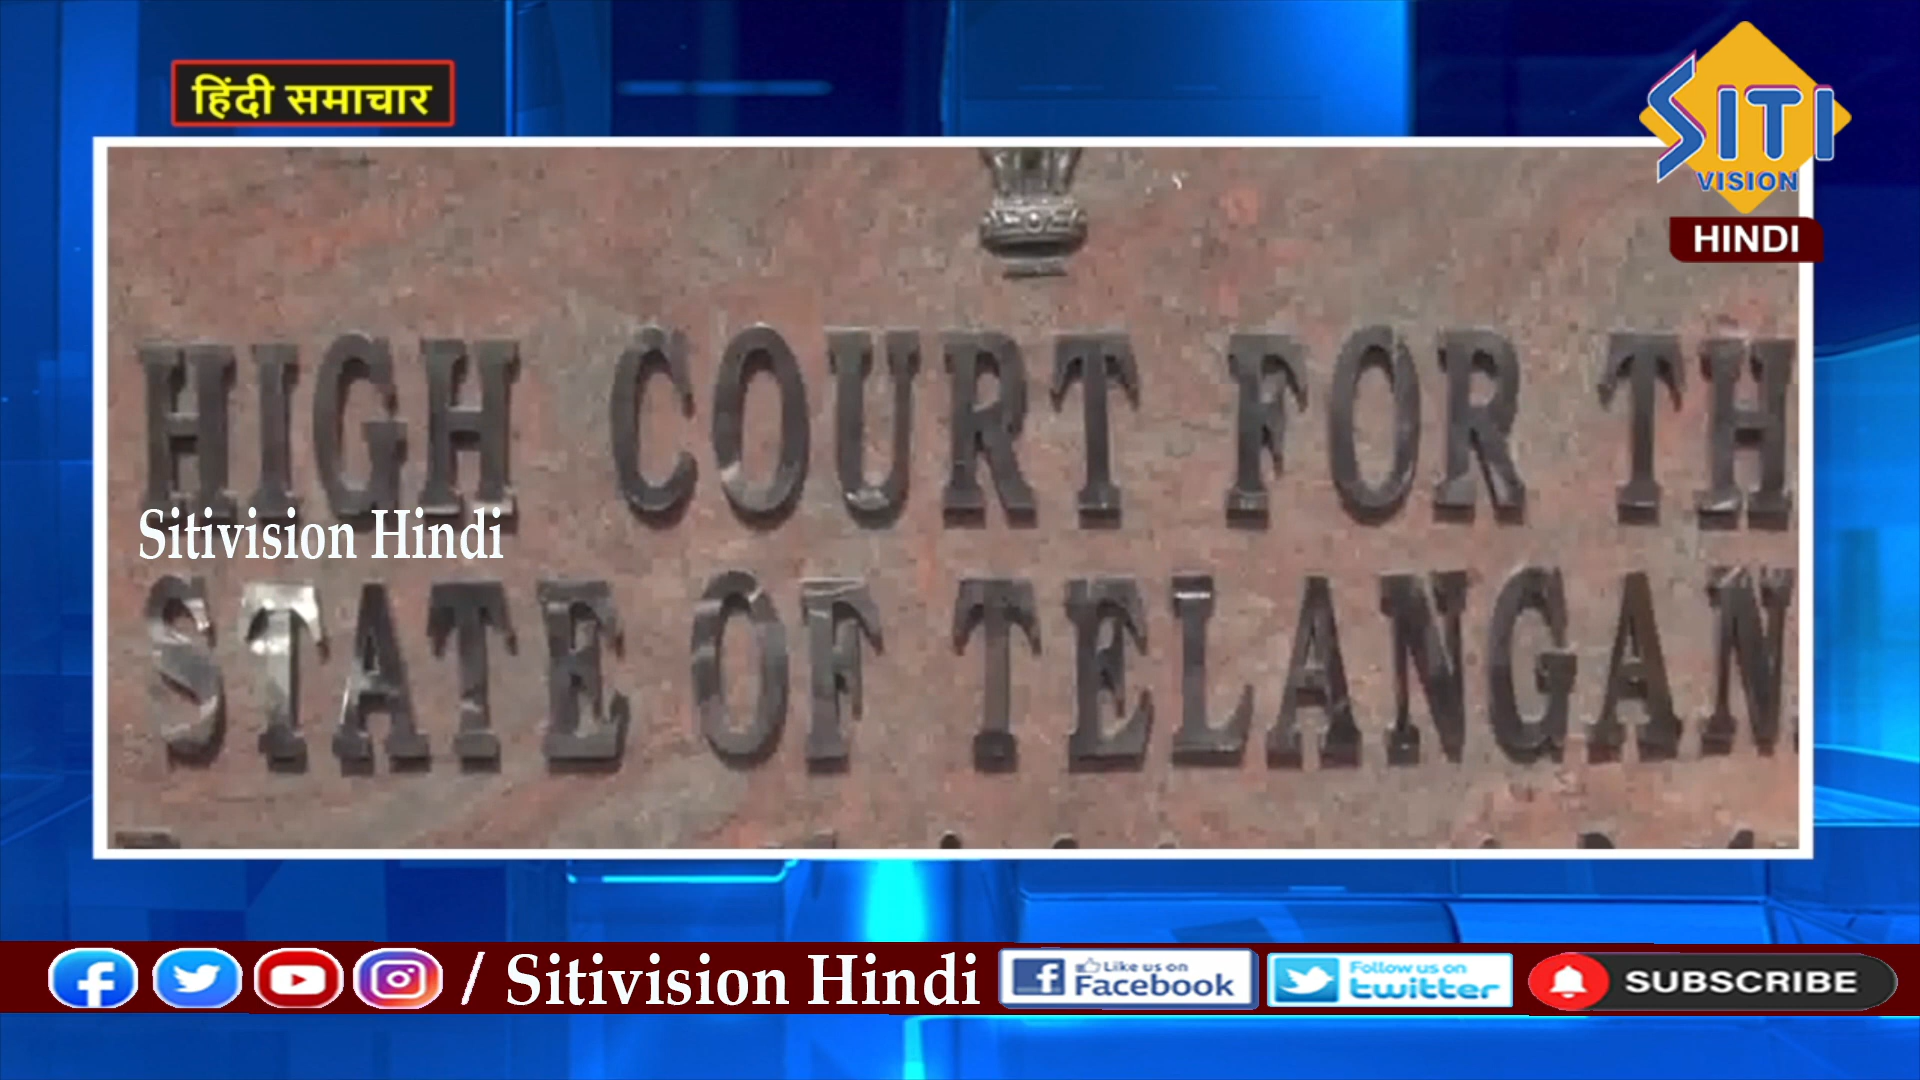 हिंदी समाचार
SITI
VISION
HINDI
HIGH COURT FOR TH
STATE OF TELANGAN
Sitivision Hindi
/ Sitivision Hindi
Like us on
Facebook
Follow us on
twitter
SUBSCRIBE